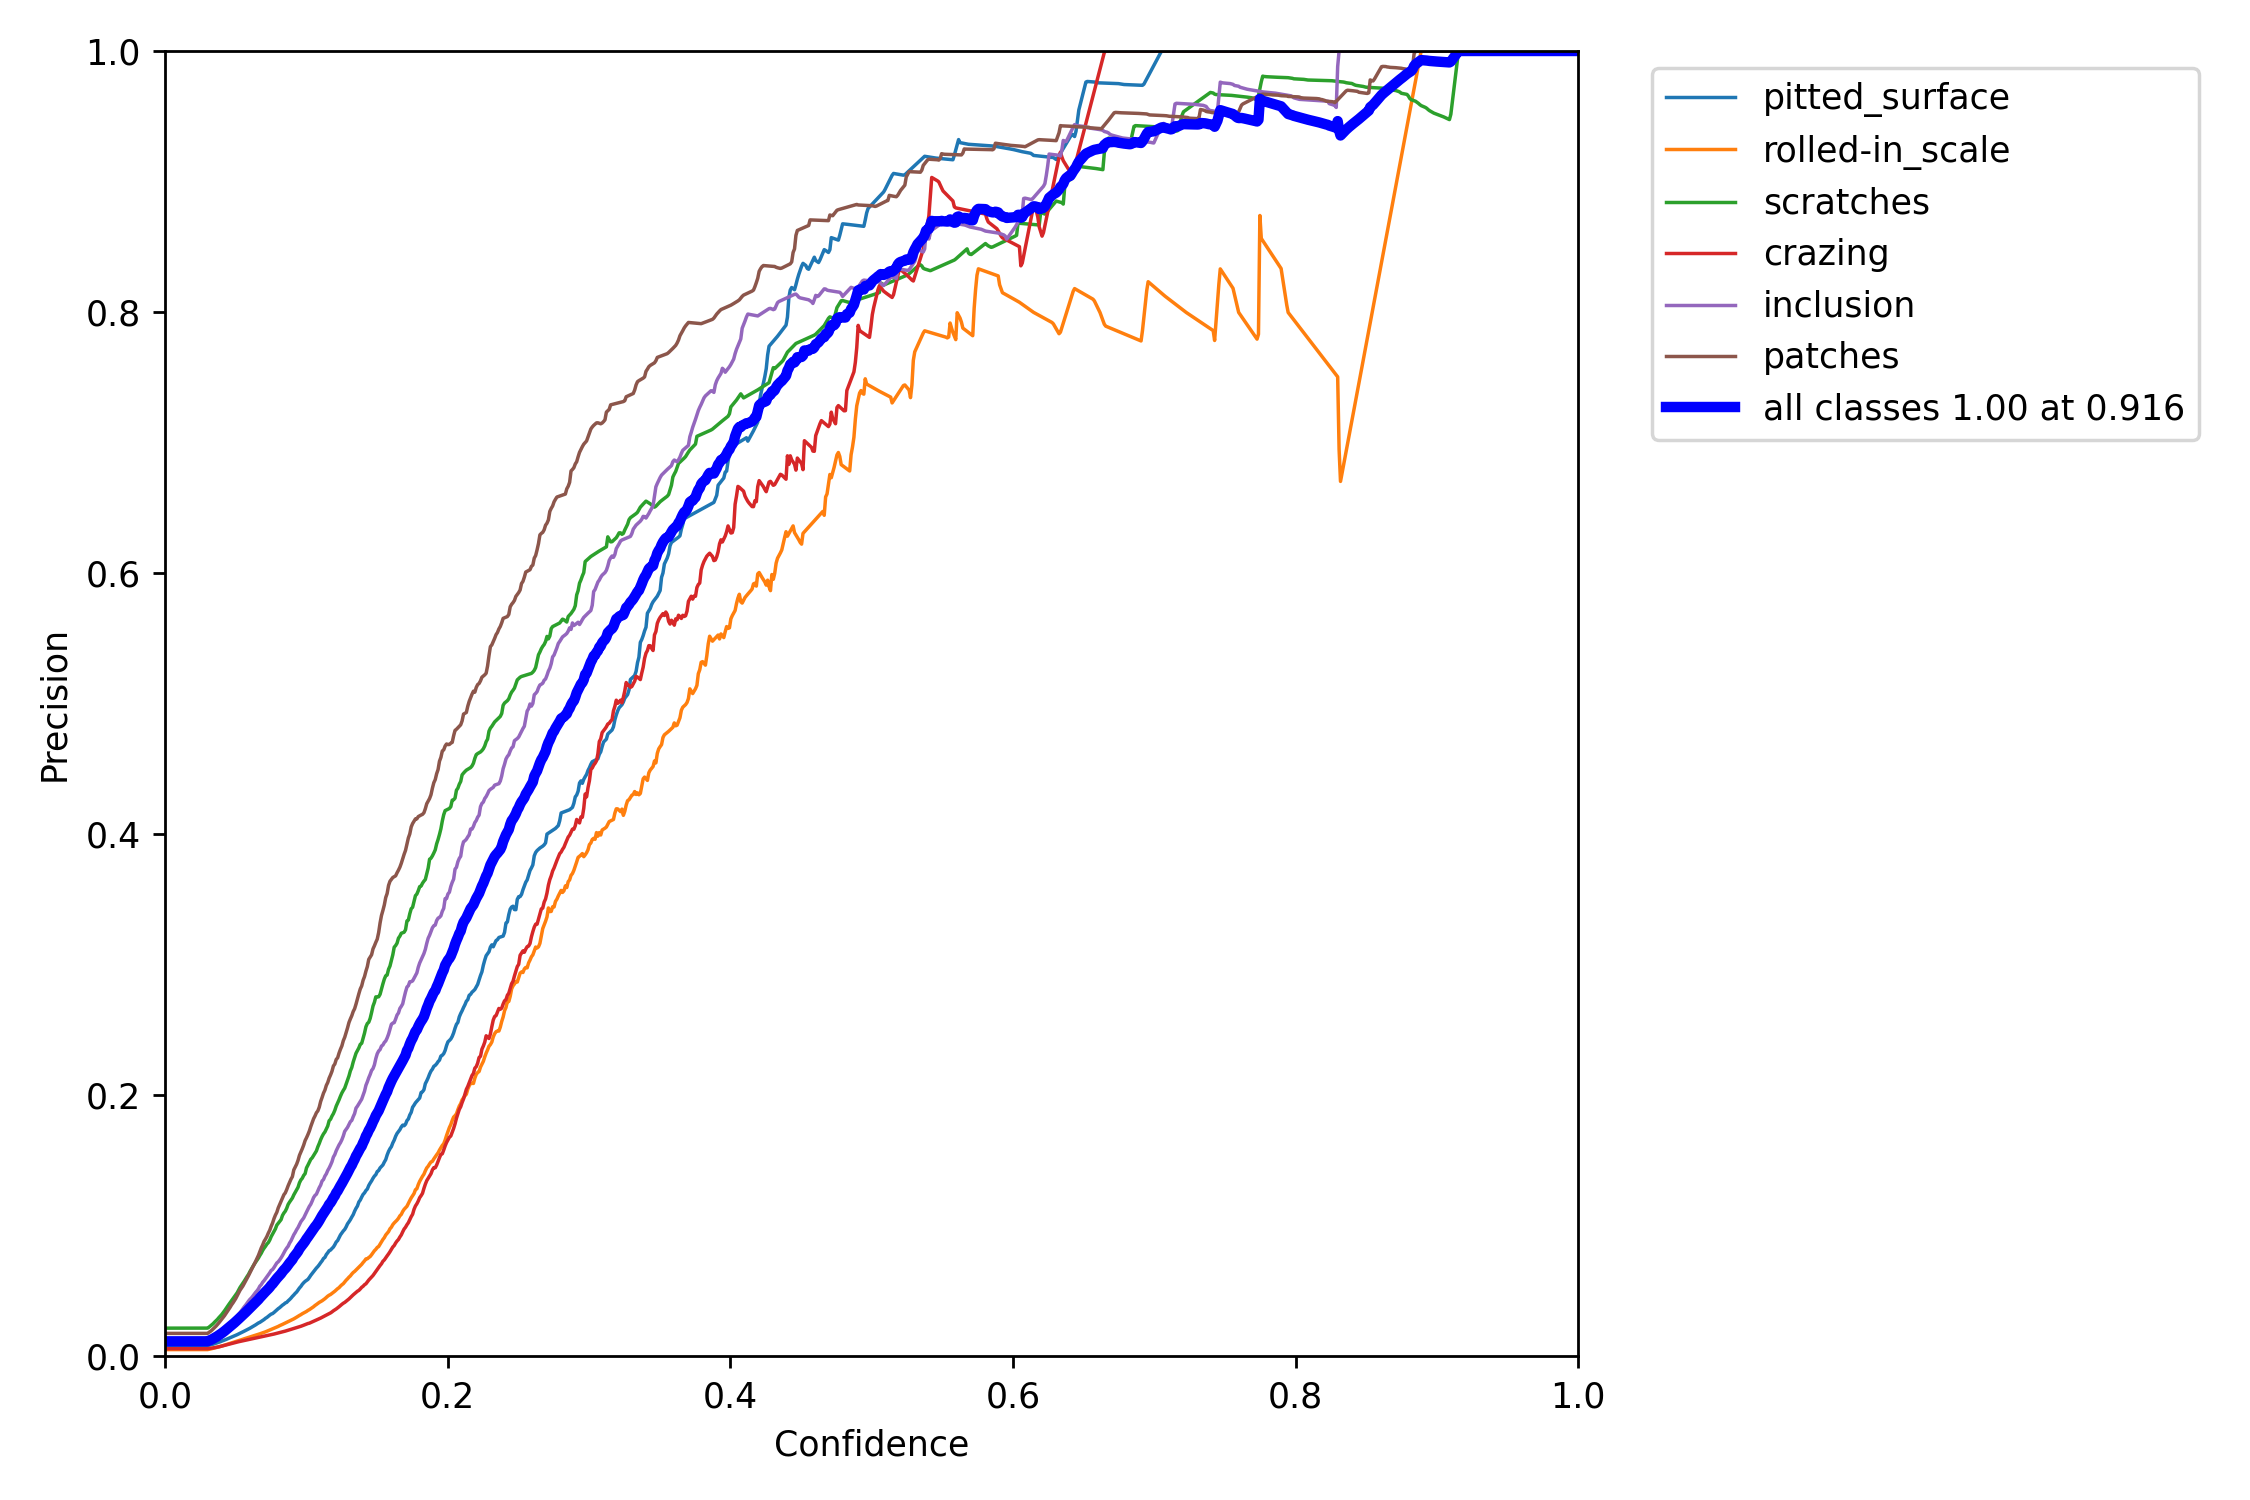 1.0
0.8
0.6
0.4
0.2
0.0
Precision
0.0 0.2 0.4 0.6 0.8 1.0
Confidence
pitted_surface
rolled-in_scale
scratches
crazing
inclusion
patches
all classes 1.00 at 0.916